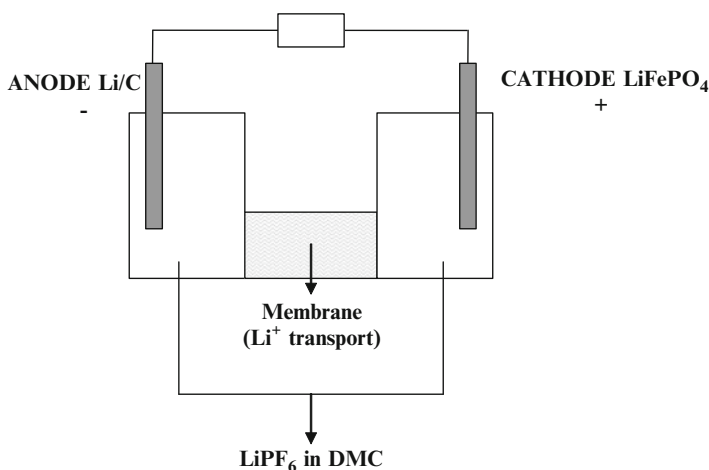 ANODE Li/C
-
CATHODE LiFePO₄
+
Membrane
(Li⁺ transport)
LiPF₆ in DMC